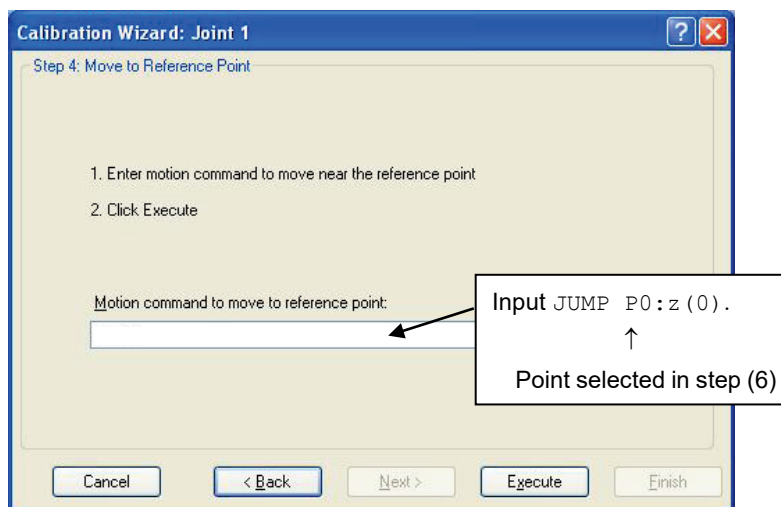 Calibration Wizard: Joint 1
Step 4: Move to Reference Point
1. Enter motion command to move near the reference point
2. Click Execute
Motion command to move to reference point:
Input JUMP P0:z(0).
↑
Point selected in step (6)
Cancel
< Back
Next >
Execute
Finish